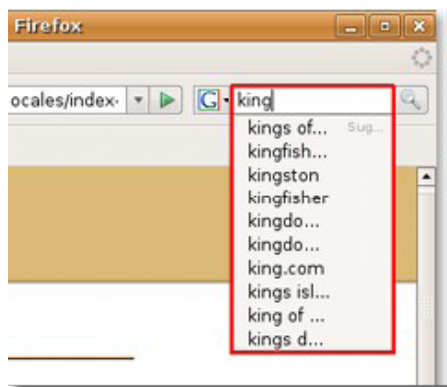 Firefox
ocales/index-
G king
kings of... Sug...
kingfish...
kingston
kingfisher
kingdo...
kingdo...
king.com
kings isl...
king of ...
kings d...